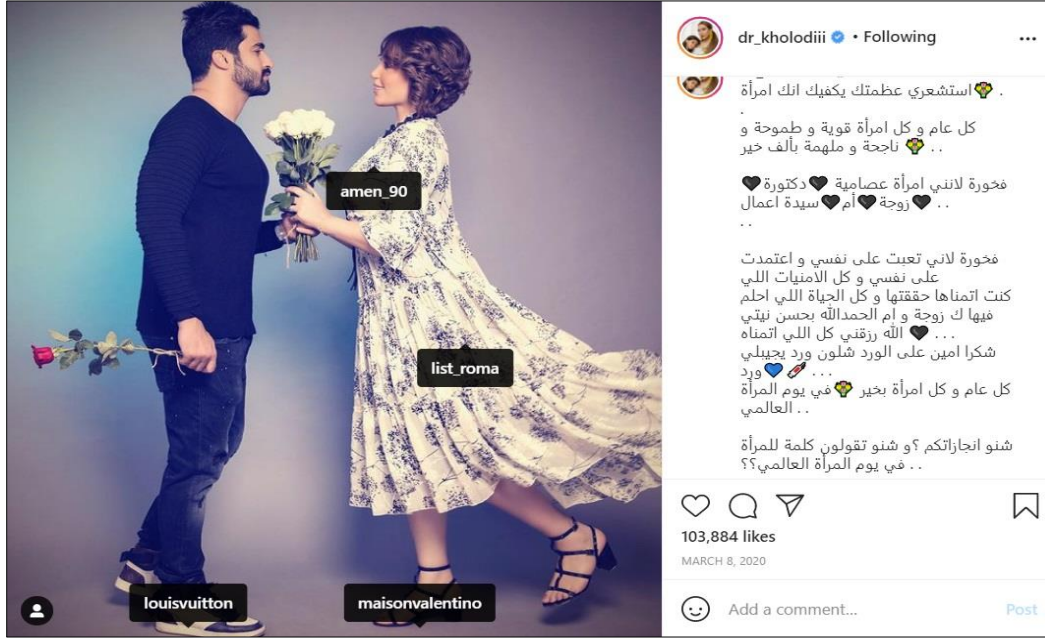 dr_kholodiii • Following
استشعري عظمتك يكفيك انك امرأة💐 .
.
كل عام و كل امرأة قوية و طموحة و
ناجحة و ملهمة بألف خير 💐 . .
فخورة لانني امرأة عصامية 🖤دكتورة🖤
زوجة🖤أم🖤سيدة اعمال🖤 . .
. .
فخورة لاني تعبت على نفسي و اعتمدت
على نفسي و كل الامنيات اللي
كنت اتمناها حققتها و كل الحياة اللي احلم
فيها ك زوجة و ام الحمدالله بحسن نيتي
الله رزقني كل اللي اتمناه 🖤 . . .
شكرا امين على الورد شلون ورد يجيبلي
ورد💙💉 . . .
كل عام و كل امرأة بخير 💐في يوم المرأة
العالمي . .
شنو انجازاتكم ؟و شنو تقولون كلمة للمرأة
في يوم المرأة العالمي؟؟ . .
amen_90
list_roma
louisvuitton
maisonvalentino
103,884 likes
MARCH 8, 2020
Add a comment...
Post